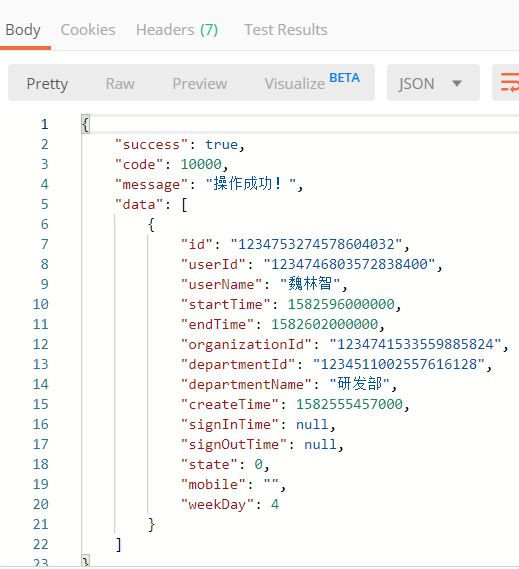 Body Cookies Headers (7) Test Results
Pretty Raw Preview Visualize BETA JSON
1 {
2 "success": true,
3 "code": 10000,
4 "message": "操作成功！",
5 "data": [
6 {
7 "id": "1234753274578604032",
8 "userId": "1234746803572838400",
9 "userName": "魏林智",
10 "startTime": 1582596000000,
11 "endTime": 1582602000000,
12 "organizationId": "1234741533559885824",
13 "departmentId": "1234511002557616128",
14 "departmentName": "研发部",
15 "createTime": 1582555457000,
16 "signInTime": null,
17 "signOutTime": null,
18 "state": 0,
19 "mobile": "",
20 "weekDay": 4
21 }
22 ]
23 }